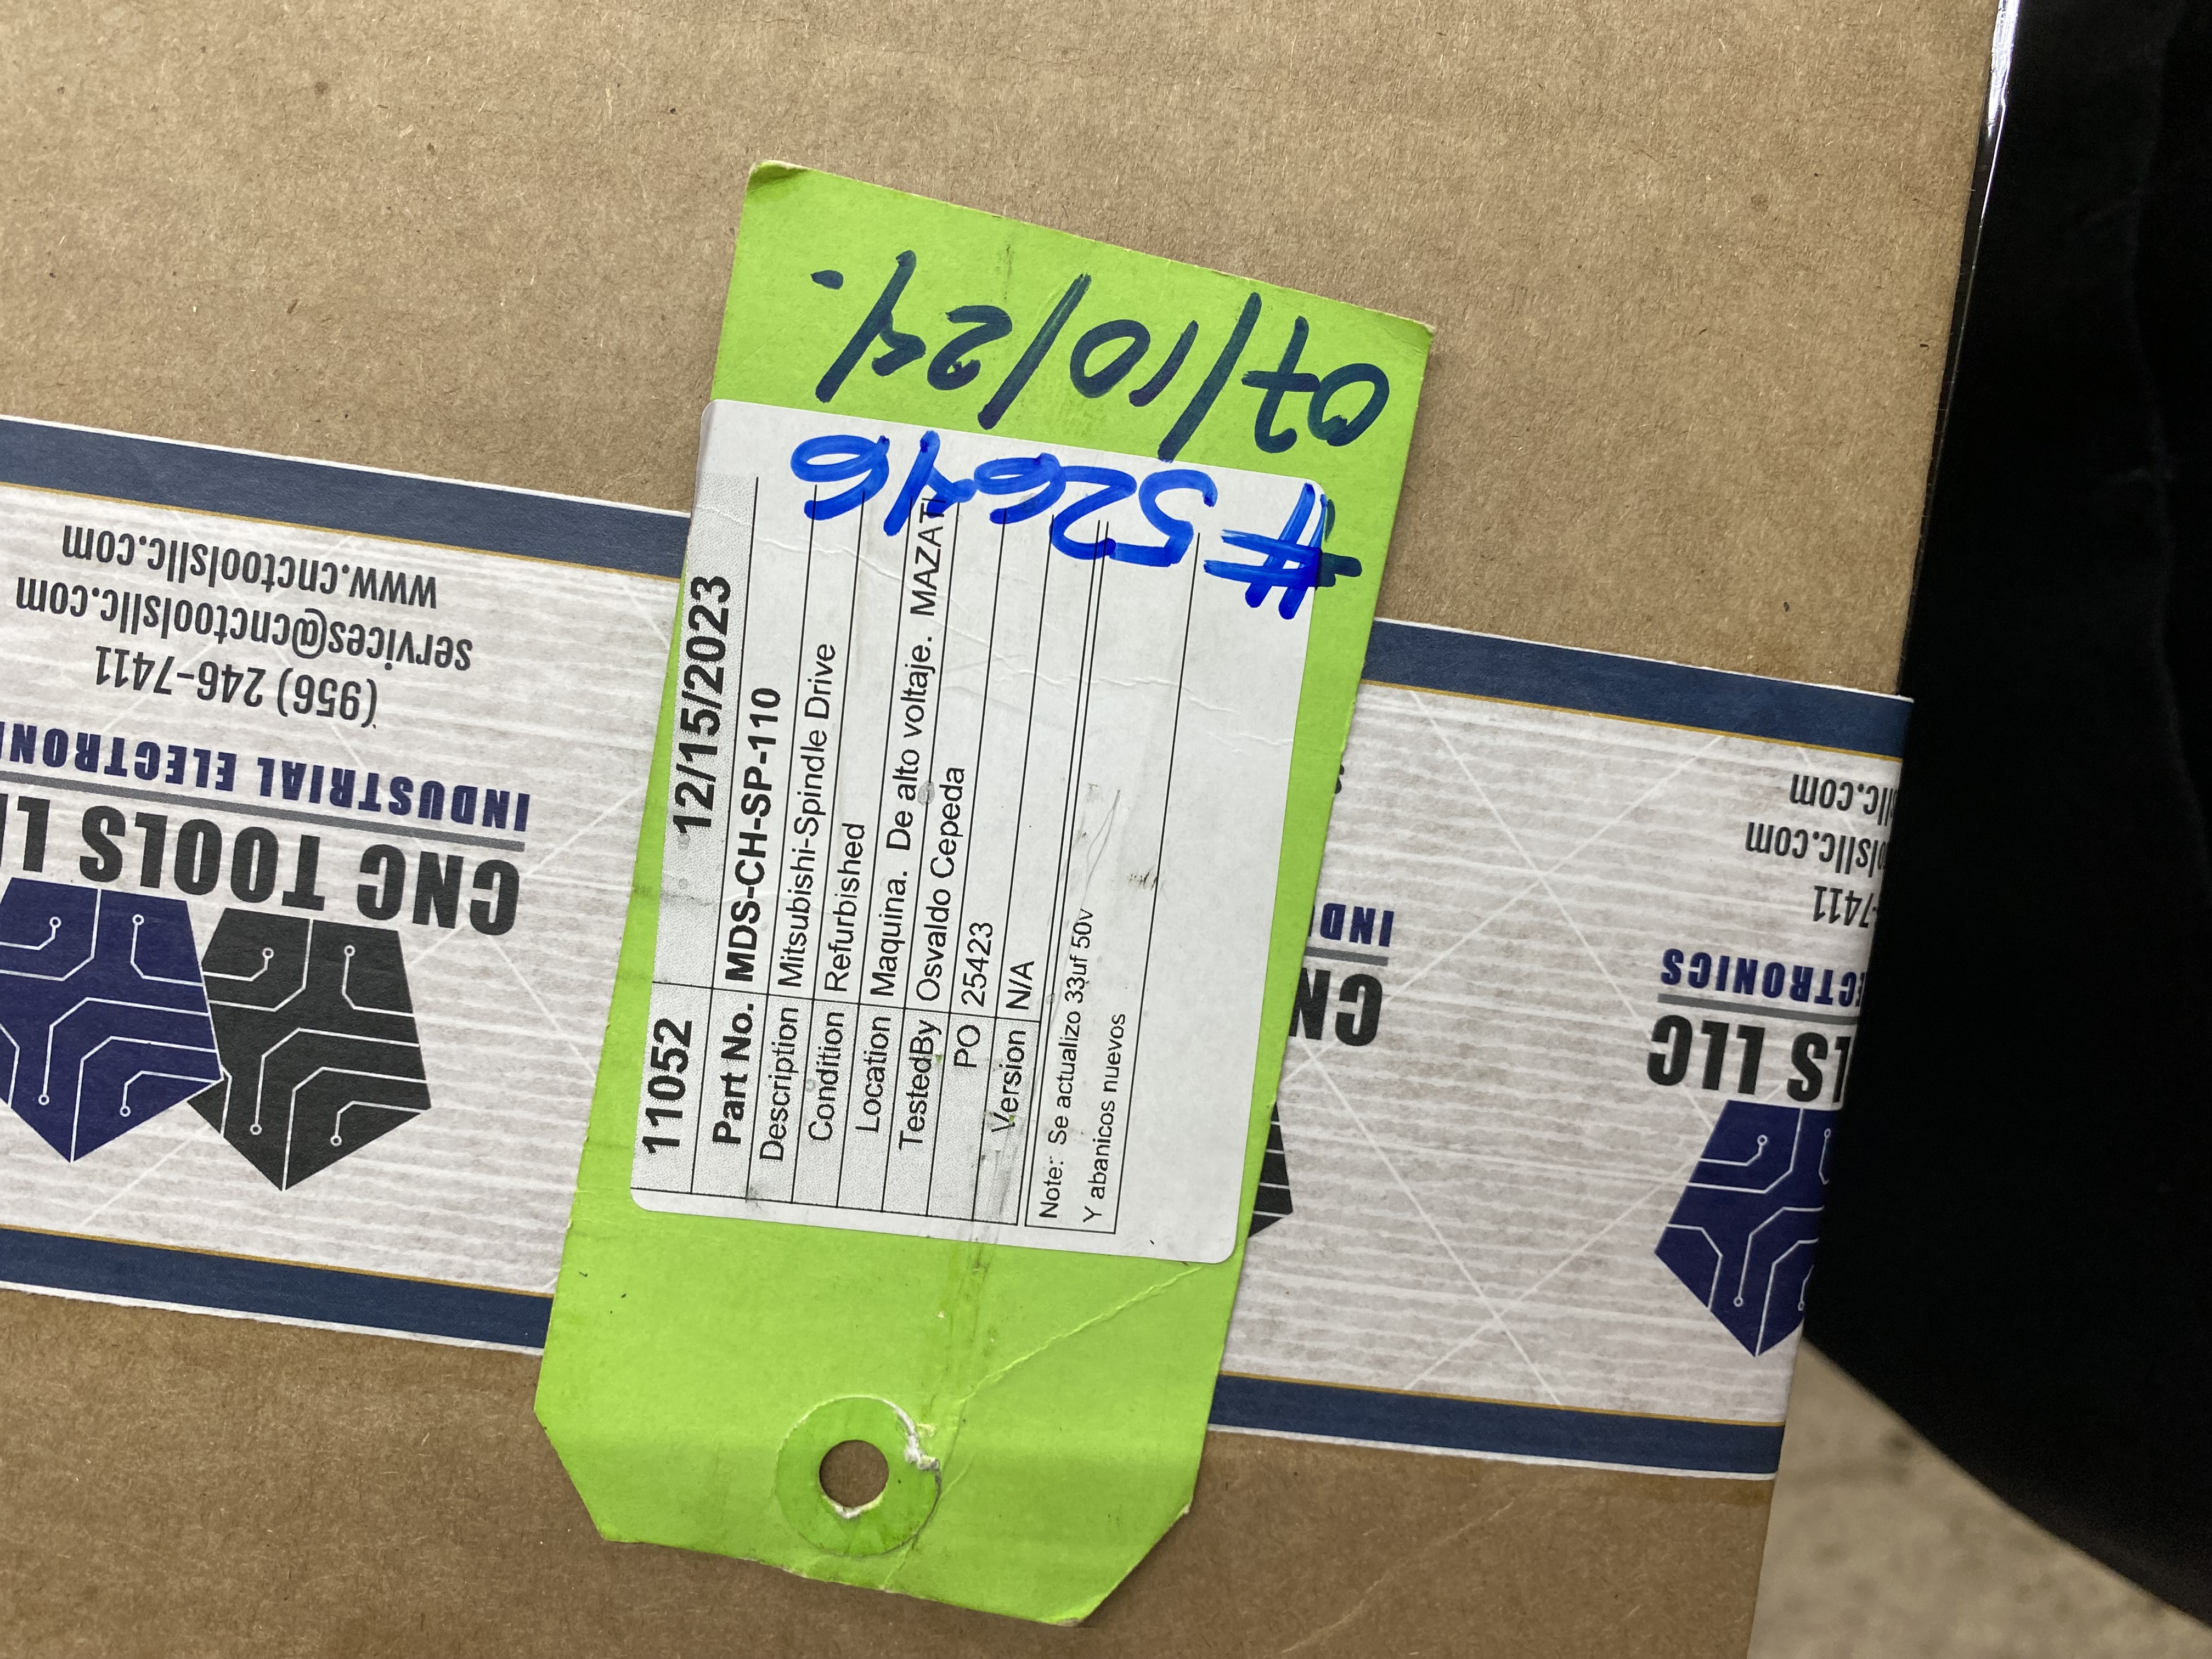 07/10/24.
#52646
11052 12/15/2023
Part No. MDS-CH-SP-110
Description Mitsubishi-Spindle Drive
Condition Refurbished
Location Maquina. De alto voltaje. MAZAT
TestedBy Osvaldo Cepeda
PO 25423
Version N/A
Note: Se actualizo 33uf 50v
Y abanicos nuevos
CNC TOOLS
INDUSTRIAL ELECTRONI
(956) 246-7411
services@cnctoolsllc.com
www.cnctoolsllc.com
CN
IND
LS LLC
ECTRONICS
-7411
olsllc.com
llc.com